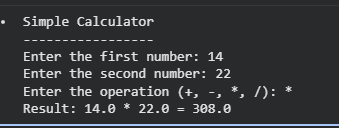 Simple Calculator
-----------------
Enter the first number: 14
Enter the second number: 22
Enter the operation (+, -, *, /): *
Result: 14.0 * 22.0 = 308.0